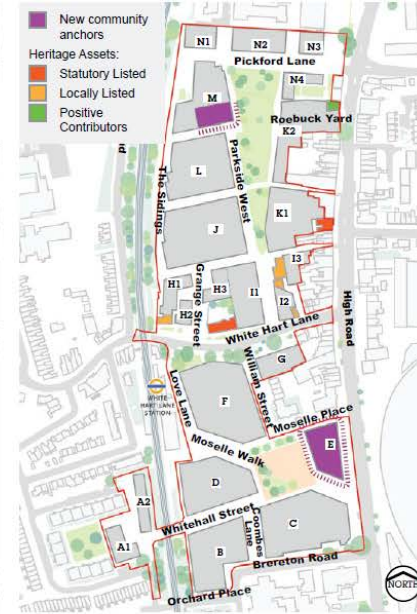 New community
anchors
Heritage Assets:
Statutory Listed
Locally Listed
Positive
Contributors
N1
N2
N3
Pickford Lane
N4
M
Roebuck Yard
K2
The Sidings
Parkside West
L
K1
J
I3
H1
H3
I1
H2
Grange Street
I2
High Road
White Hart Lane
G
Love Lane
William Street
WHITE
HART LANE
STATION
F
Moselle Place
E
Moselle Walk
D
A2
Whitehall Street
C
A1
B
Coombes
Lane
Brereton Road
Orchard Place
NORTH